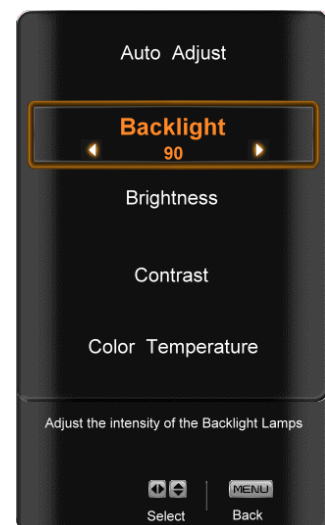 Auto Adjust
Backlight
90
Brightness
Contrast
Color Temperature
Adjust the intensity of the Backlight Lamps
MENU
Select Back